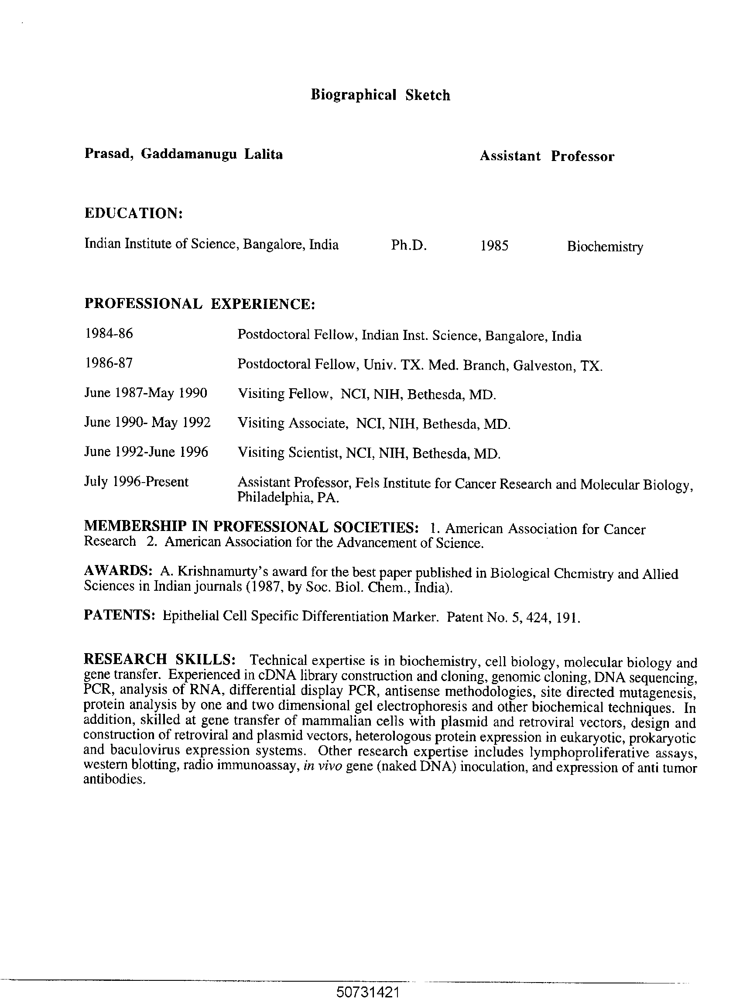 Biographical Sketch
Prasad, Gaddamanugu Lalita Assistant Professor
EDUCATION:
Indian Institute of Science, Bangalore, India Ph.D. 1985 Biochemistry
PROFESSIONAL EXPERIENCE:
1984-86 Postdoctoral Fellow, Indian Inst. Science, Bangalore, India
1986-87 Postdoctoral Fellow, Univ. TX. Med. Branch, Galveston, TX.
June 1987-May 1990 Visiting Fellow, NCI, NIH, Bethesda, MD.
June 1990- May 1992 Visiting Associate, NCI, NIH, Bethesda, MD.
June 1992-June 1996 Visiting Scientist, NCI, NIH, Bethesda, MD.
July 1996-Present Assistant Professor, Fels Institute for Cancer Research and Molecular Biology,
Philadelphia, PA.
MEMBERSHIP IN PROFESSIONAL SOCIETIES: 1. American Association for Cancer
Research 2. American Association for the Advancement of Science.
AWARDS: A. Krishnamurty's award for the best paper published in Biological Chemistry and Allied
Sciences in Indian journals (1987, by Soc. Biol. Chem., India).
PATENTS: Epithelial Cell Specific Differentiation Marker. Patent No. 5, 424, 191.
RESEARCH SKILLS: Technical expertise is in biochemistry, cell biology, molecular biology and
gene transfer. Experienced in cDNA library construction and cloning, genomic cloning, DNA sequencing,
PCR, analysis of RNA, differential display PCR, antisense methodologies, site directed mutagenesis,
protein analysis by one and two dimensional gel electrophoresis and other biochemical techniques. In
addition, skilled at gene transfer of mammalian cells with plasmid and retroviral vectors, design and
construction of retroviral and plasmid vectors, heterologous protein expression in eukaryotic, prokaryotic
and baculovirus expression systems. Other research expertise includes lymphoproliferative assays,
western blotting, radio immunoassay, in vivo gene (naked DNA) inoculation, and expression of anti tumor
antibodies.
50731421